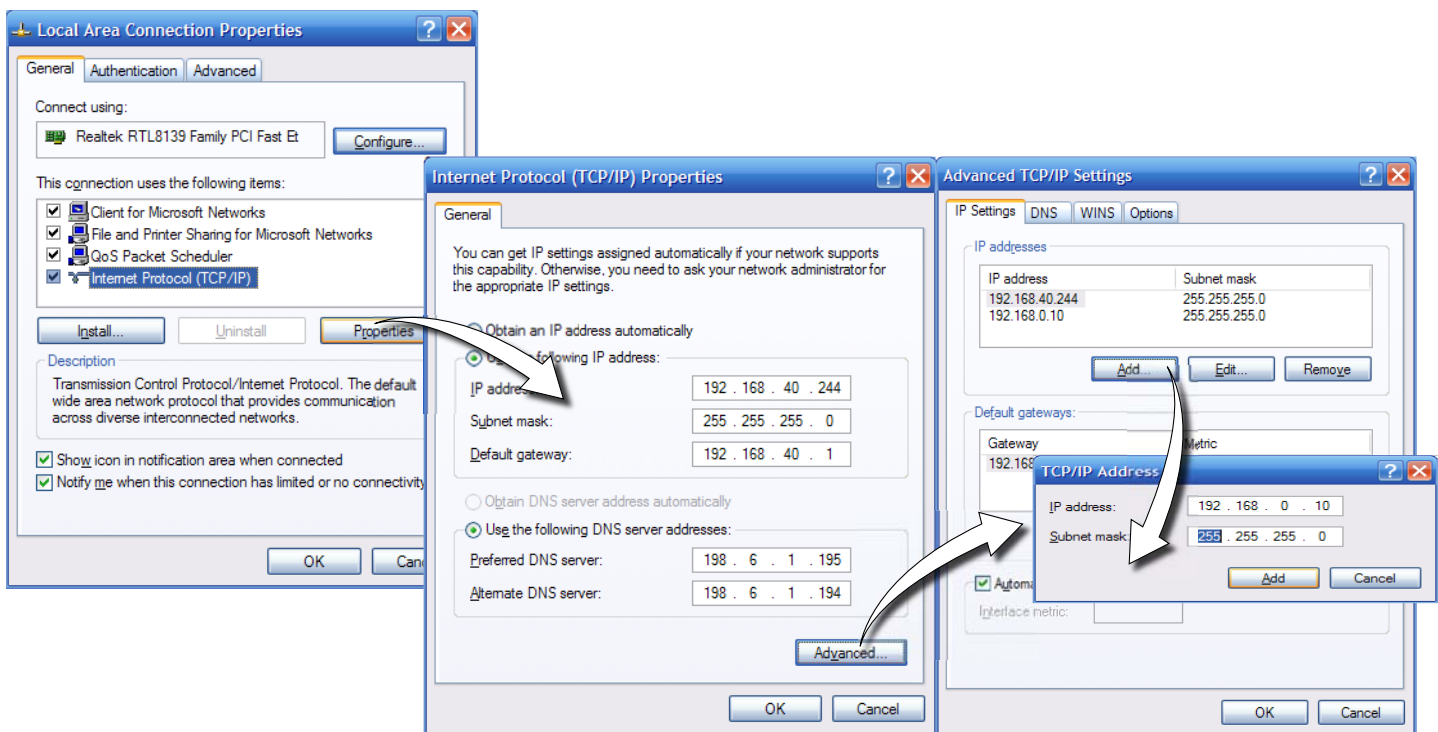 Local Area Connection Properties
General Authentication Advanced
Connect using:
Realtek RTL8139 Family PCI Fast Et
Configure...
This connection uses the following items:
Client for Microsoft Networks
File and Printer Sharing for Microsoft Networks
QoS Packet Scheduler
Internet Protocol (TCP/IP)
Install... Uninstall Properties
Description
Transmission Control Protocol/Internet Protocol. The default
wide area network protocol that provides communication
across diverse interconnected networks.
Show icon in notification area when connected
Notify me when this connection has limited or no connectivity
OK Can
Internet Protocol (TCP/IP) Properties
General
You can get IP settings assigned automatically if your network supports
this capability. Otherwise, you need to ask your network administrator for
the appropriate IP settings.
Obtain an IP address automatically
following IP address:
IP addres 192 . 168 . 40 . 244
Subnet mask: 255 . 255 . 255 . 0
Default gateway: 192 . 168 . 40 . 1
Obtain DNS server address automatically
Use the following DNS server addresses:
Preferred DNS server: 198 . 6 . 1 . 195
Alternate DNS server: 198 . 6 . 1 . 194
Advanced...
OK Cancel
Advanced TCP/IP Settings
IP Settings DNS WINS Options
IP addresses
IP address Subnet mask
192.168.40.244 255.255.255.0
192.168.0.10 255.255.255.0
Add... Edit... Remove
Default gateways:
Gateway Metric
192.168
Automa
Interface metric:
OK Cancel
TCP/IP Address
IP address: 192 . 168 . 0 . 10
Subnet mask: 255 . 255 . 255 . 0
Add Cancel